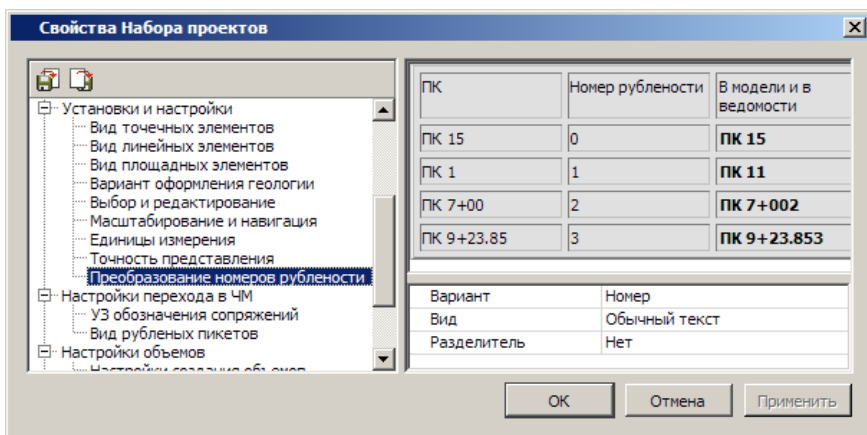 Свойства Набора проектов
Установки и настройки
Вид точечных элементов
Вид линейных элементов
Вид площадных элементов
Вариант оформления геологии
Выбор и редактирование
Масштабирование и навигация
Единицы измерения
Точность представления
Преобразование номеров рублености
Настройки перехода в ЧМ
УЗ обозначения сопряжений
Вид рубленых пикетов
Настройки объемов
Настройки создания об. емов
ПК Номер рублености В модели и в ведомости
ПК 15 0 ПК 15
ПК 1 1 ПК 11
ПК 7+00 2 ПК 7+002
ПК 9+23.85 3 ПК 9+23.853
Вариант Номер
Вид Обычный текст
Разделитель Нет
ОК Отмена Применить